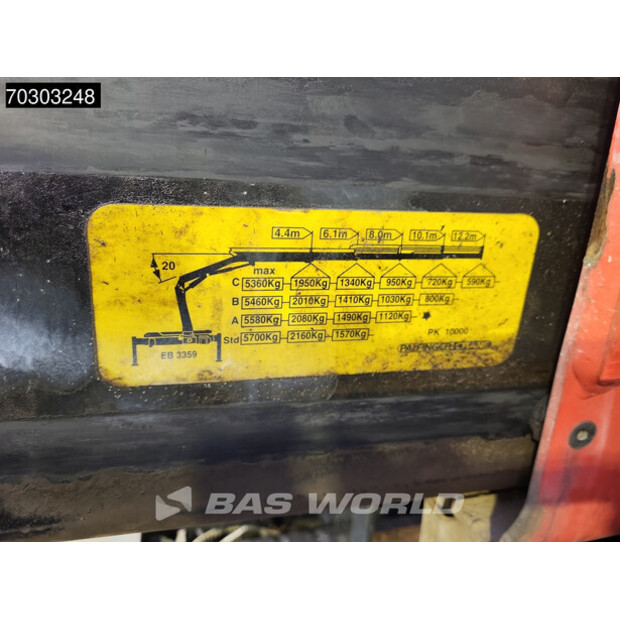 70303248
4.4m 6.1m 8.0m 10.1m 12.2m
20°
max
C 5360Kg 1950Kg 1340Kg 950Kg 720Kg 590Kg
B 5460Kg 2010Kg 1410Kg 1030Kg 800Kg
A 5580Kg 2080Kg 1490Kg 1120Kg
Std 5700Kg 2160Kg 1570Kg
PK 10000
EB 3359
PALFINGER-CRANE
BAS WORLD